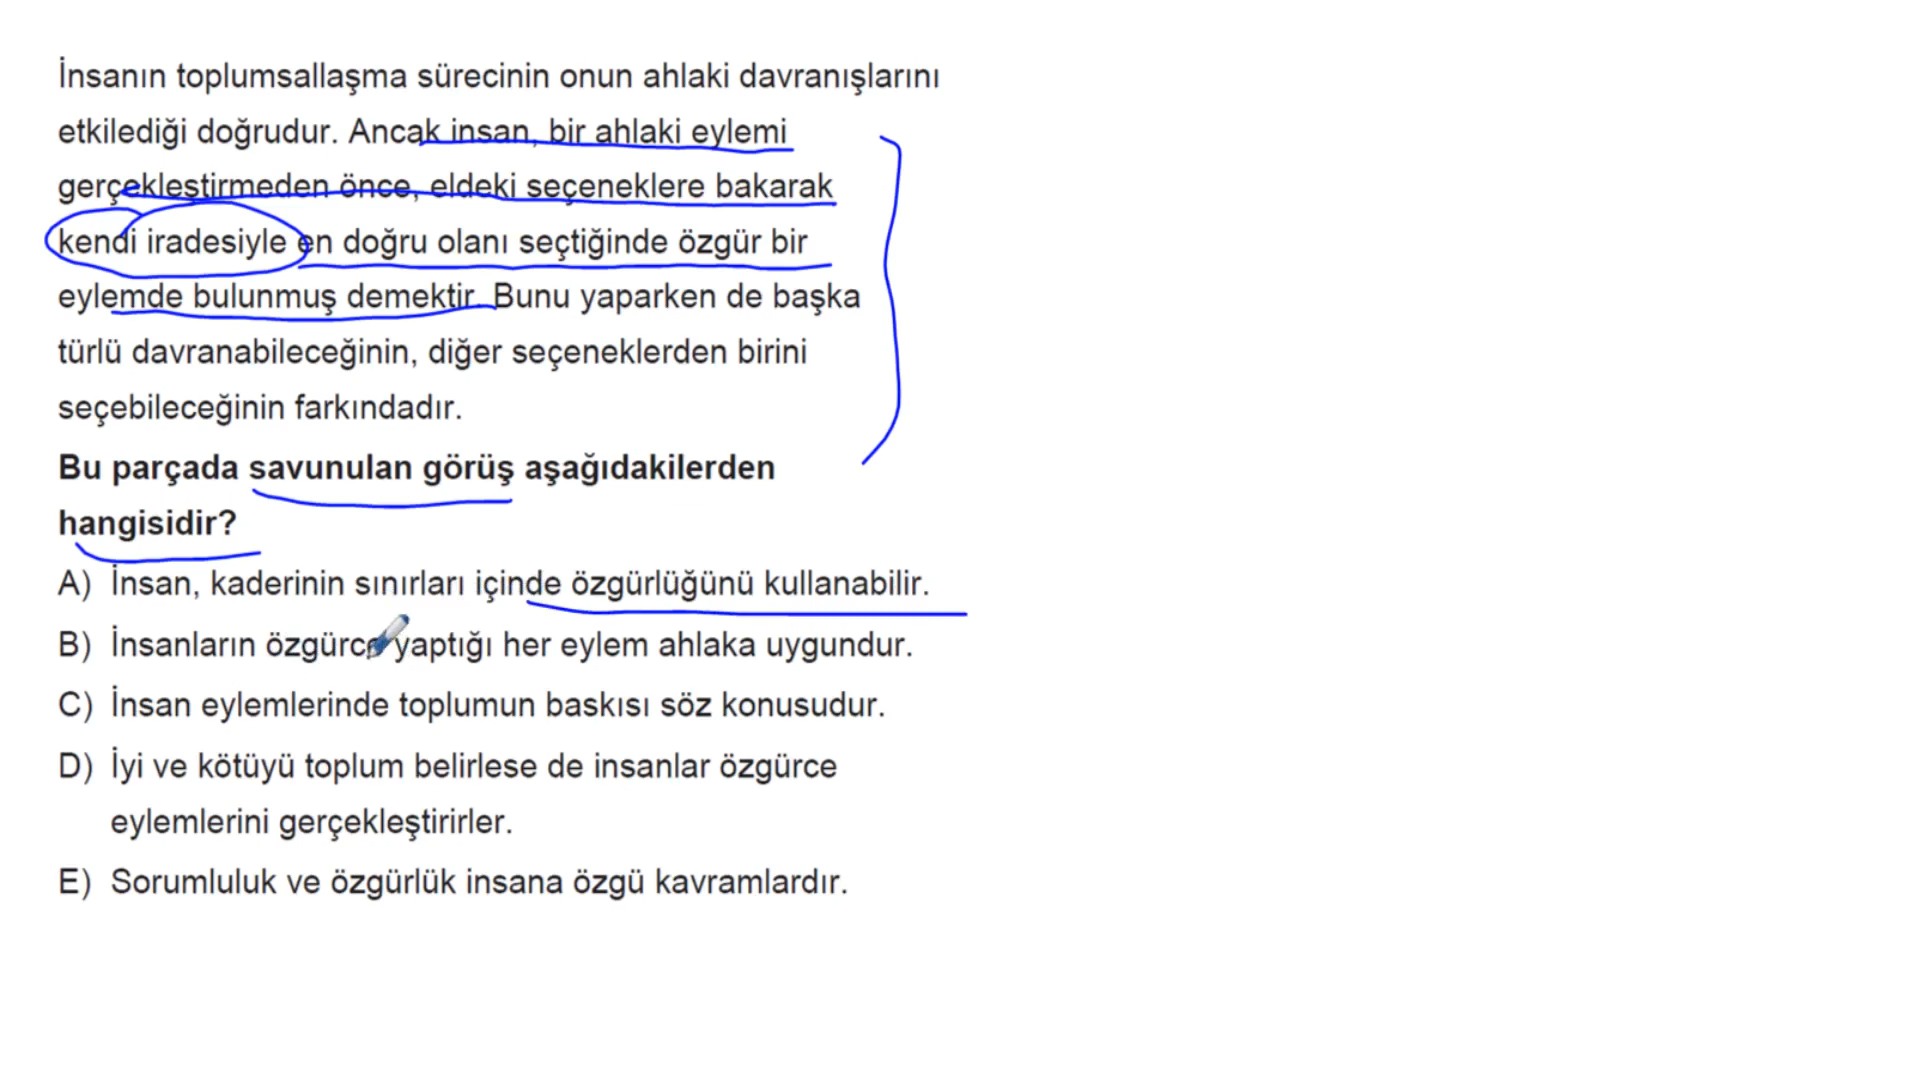 İnsanın toplumsallaşma sürecinin onun ahlaki davranışlarını
etkilediği doğrudur. Ancak insan, bir ahlaki eylemi
gerçekleştirmeden önce, eldeki seçeneklere bakarak
kendi iradesiyle en doğru olanı seçtiğinde özgür bir
eylemde bulunmuş demektir. Bunu yaparken de başka
türlü davranabileceğinin, diğer seçeneklerden birini
seçebileceğinin farkındadır.
Bu parçada savunulan görüş aşağıdakilerden
hangisidir?
A) İnsan, kaderinin sınırları içinde özgürlüğünü kullanabilir.
B) İnsanların özgürce yaptığı her eylem ahlaka uygundur.
C) İnsan eylemlerinde toplumun baskısı söz konusudur.
D) İyi ve kötüyü toplum belirlese de insanlar özgürce
eylemlerini gerçekleştirirler.
E) Sorumluluk ve özgürlük insana özgü kavramlardır.